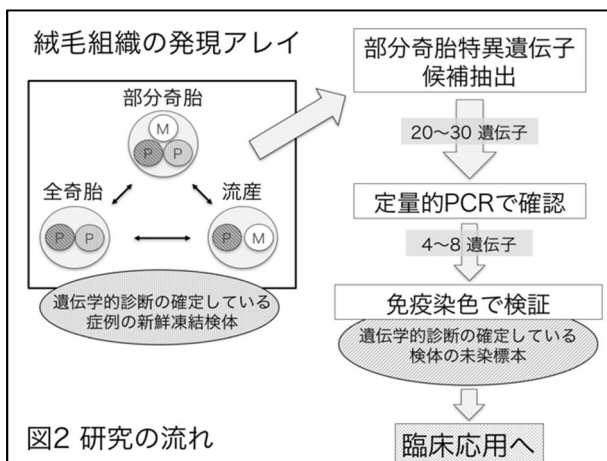 絨毛組織の発現アレイ
部分奇胎
M
P P
全奇胎
P P
流産
P M
遺伝学的診断の確定している
症例の新鮮凍結検体
部分奇胎特異遺伝子
候補抽出
20〜30 遺伝子
定量的PCRで確認
4〜8 遺伝子
免疫染色で検証
遺伝学的診断の確定している
検体の未染標本
臨床応用へ
図2 研究の流れ